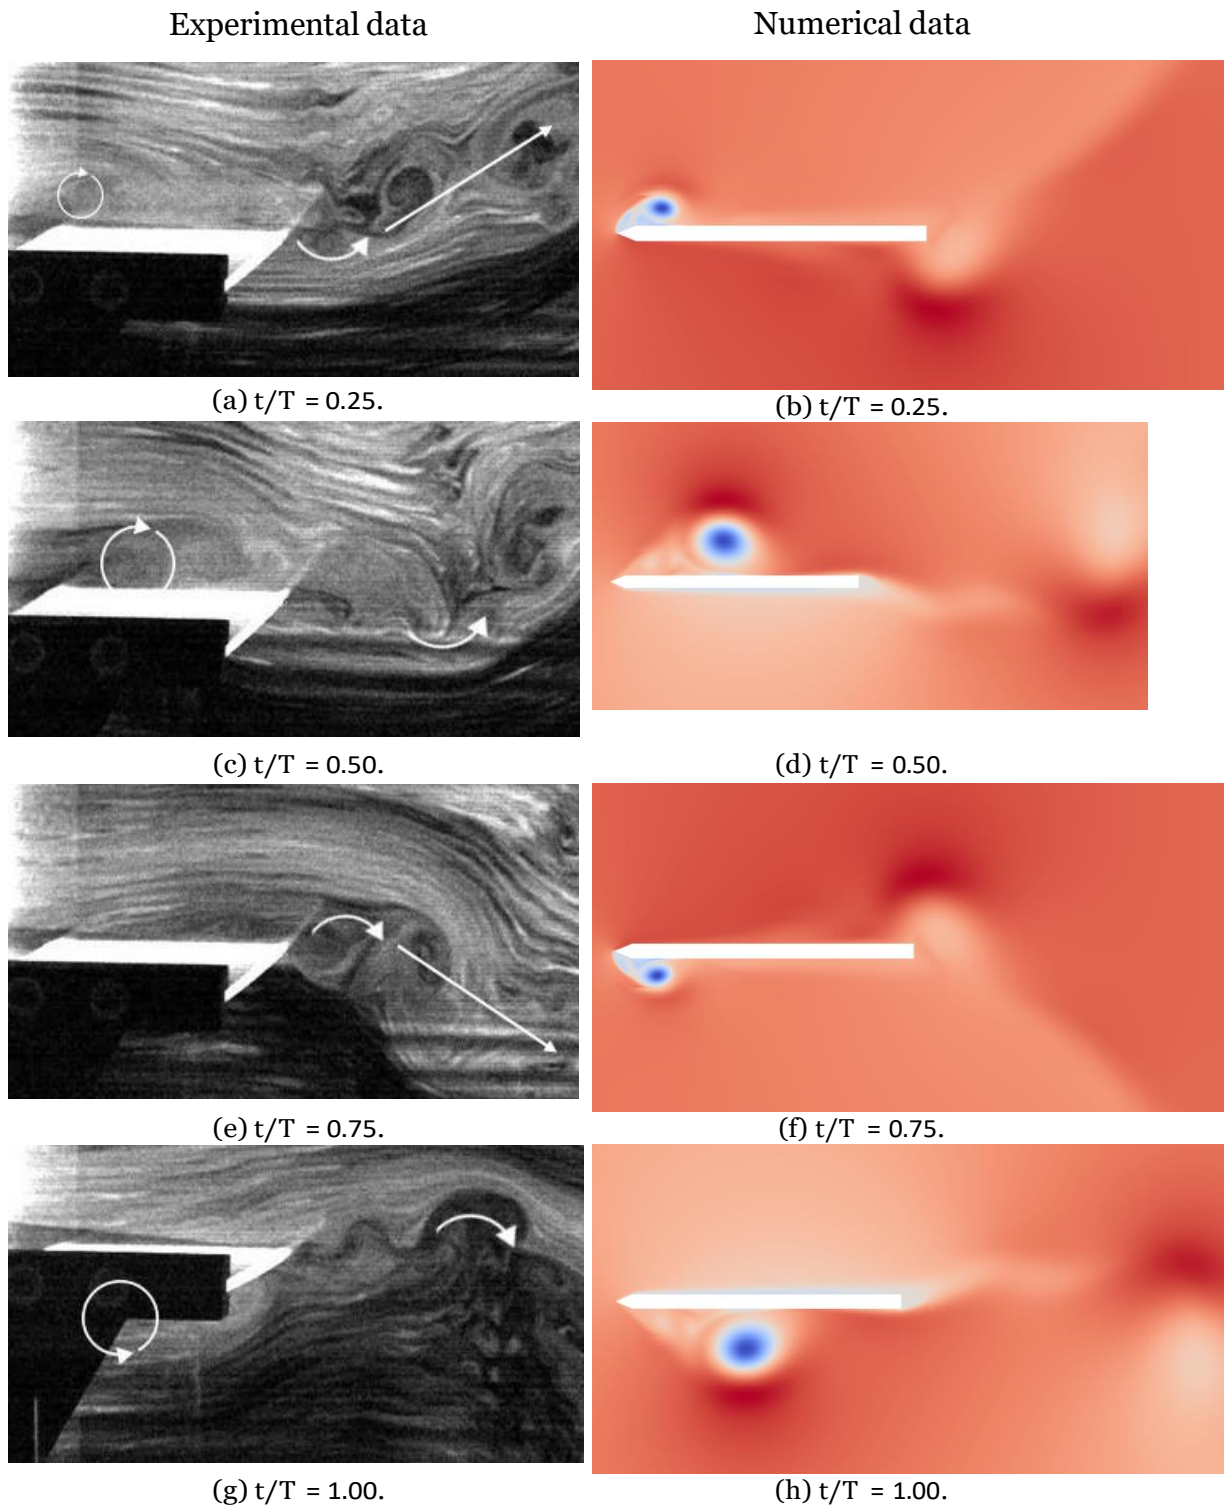 Experimental data
Numerical data
(a) t/T = 0.25.
(b) t/T = 0.25.
(c) t/T = 0.50.
(d) t/T = 0.50.
(e) t/T = 0.75.
(f) t/T = 0.75.
(g) t/T = 1.00.
(h) t/T = 1.00.